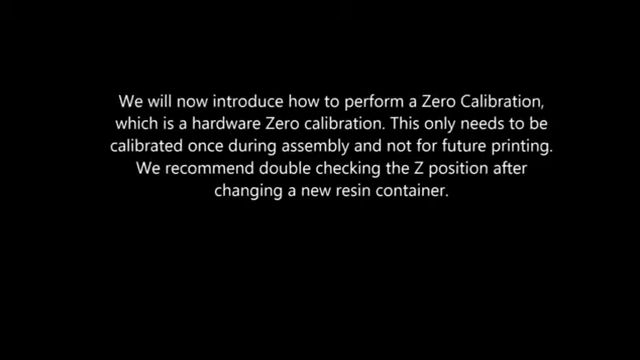 We will now introduce how to perform a Zero Calibration,
which is a hardware Zero calibration. This only needs to be
calibrated once during assembly and not for future printing.
We recommend double checking the Z position after
changing a new resin container.